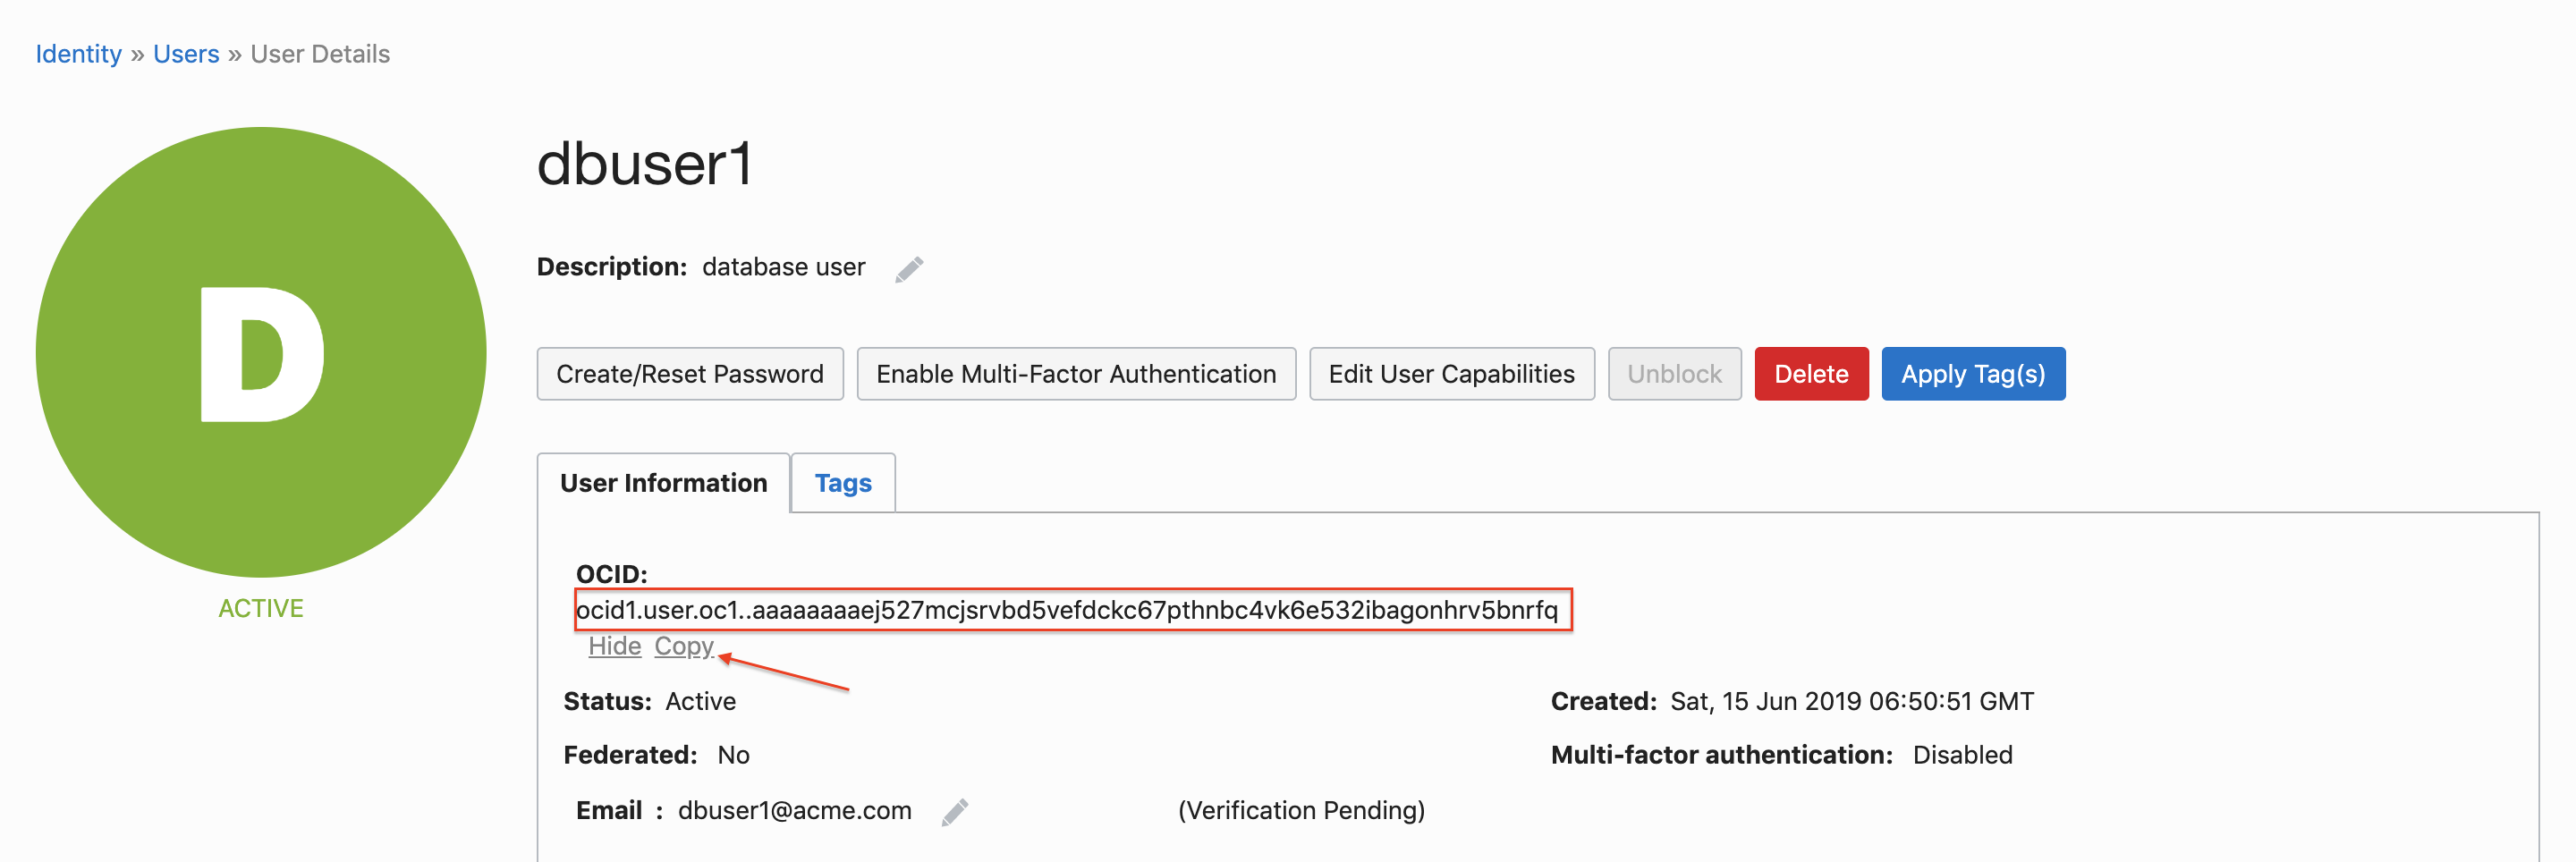 Identity » Users » User Details
D
ACTIVE
dbuser1
Description: database user
Create/Reset Password Enable Multi-Factor Authentication Edit User Capabilities Unblock Delete Apply Tag(s)
User Information Tags
OCID:
ocid1.user.oc1..aaaaaaaaej527mcjsrvbd5vefdckc67pthnbc4vk6e532ibagonhrv5bnrfq
Hide Copy
Status: Active
Created: Sat, 15 Jun 2019 06:50:51 GMT
Federated: No
Multi-factor authentication: Disabled
Email : dbuser1@acme.com (Verification Pending)